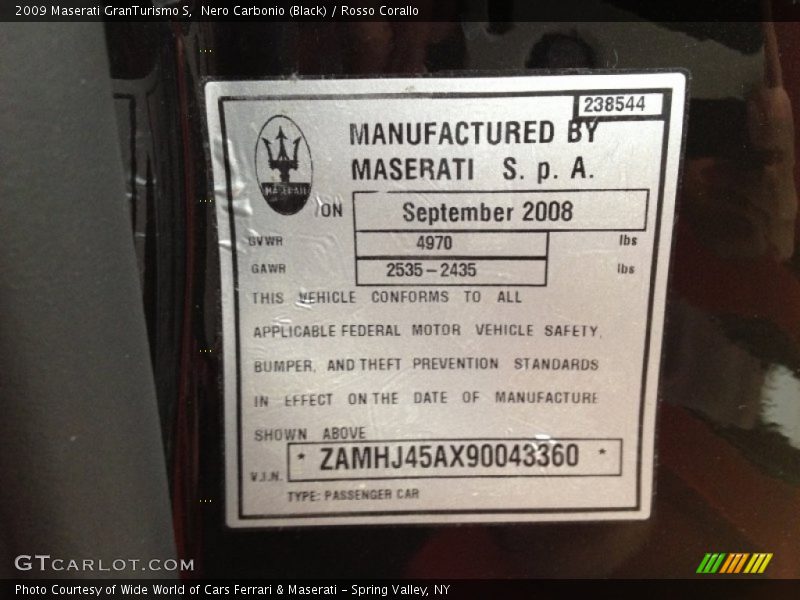 2009 Maserati GranTurismo S, Nero Carbonio (Black) / Rosso Corallo
238544
MANUFACTURED BY
MASERATI S. p. A.
MASERATI
/ON September 2008
GVWR 4970 lbs
GAWR 2535-2435 lbs
THIS VEHICLE CONFORMS TO ALL
APPLICABLE FEDERAL MOTOR VEHICLE SAFETY,
BUMPER, AND THEFT PREVENTION STANDARDS
IN EFFECT ON THE DATE OF MANUFACTURE
SHOWN ABOVE
V.I.N. * ZAMHJ45AX90043360 *
TYPE: PASSENGER CAR
GTCARLOT.COM
Photo Courtesy of Wide World of Cars Ferrari & Maserati - Spring Valley, NY